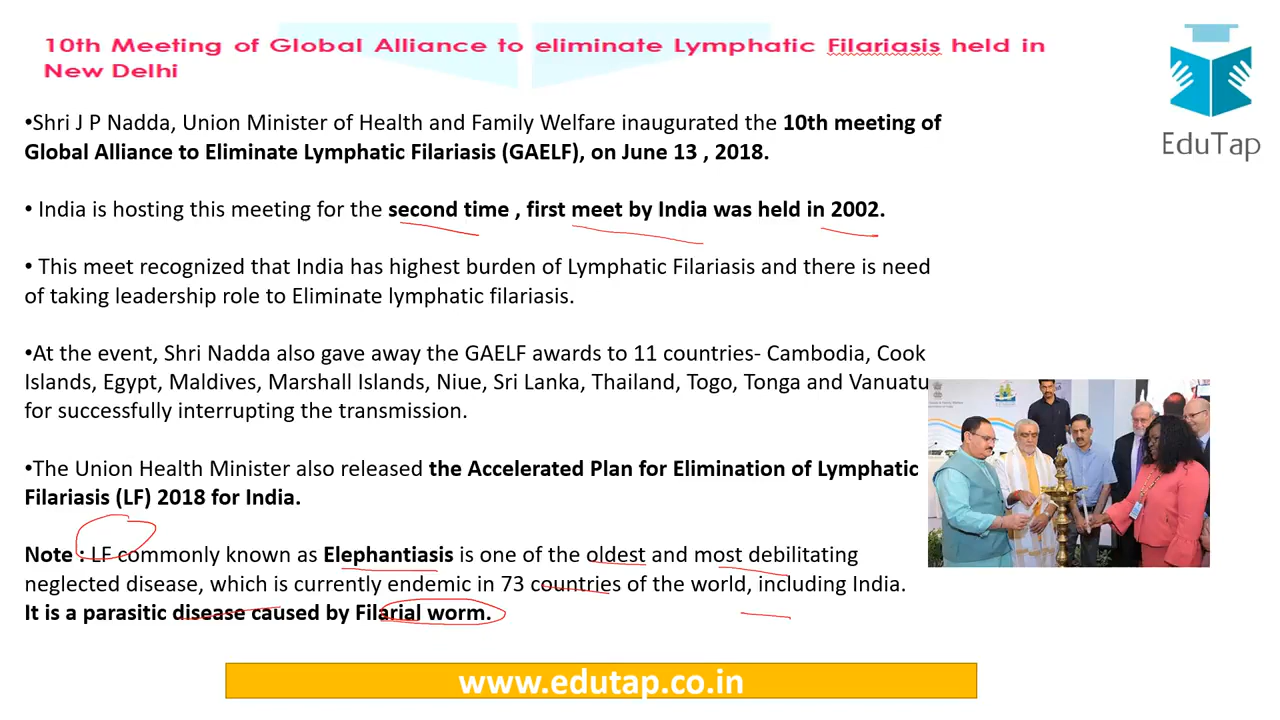 10th Meeting of Global Alliance to eliminate Lymphatic Filariasis held in
New Delhi
EduTap
•Shri J P Nadda, Union Minister of Health and Family Welfare inaugurated the 10th meeting of
Global Alliance to Eliminate Lymphatic Filariasis (GAELF), on June 13 , 2018.
• India is hosting this meeting for the second time , first meet by India was held in 2002.
• This meet recognized that India has highest burden of Lymphatic Filariasis and there is need
of taking leadership role to Eliminate lymphatic filariasis.
•At the event, Shri Nadda also gave away the GAELF awards to 11 countries- Cambodia, Cook
Islands, Egypt, Maldives, Marshall Islands, Niue, Sri Lanka, Thailand, Togo, Tonga and Vanuatu
for successfully interrupting the transmission.
•The Union Health Minister also released the Accelerated Plan for Elimination of Lymphatic
Filariasis (LF) 2018 for India.
Note : LF commonly known as Elephantiasis is one of the oldest and most debilitating
neglected disease, which is currently endemic in 73 countries of the world, including India.
It is a parasitic disease caused by Filarial worm.
www.edutap.co.in